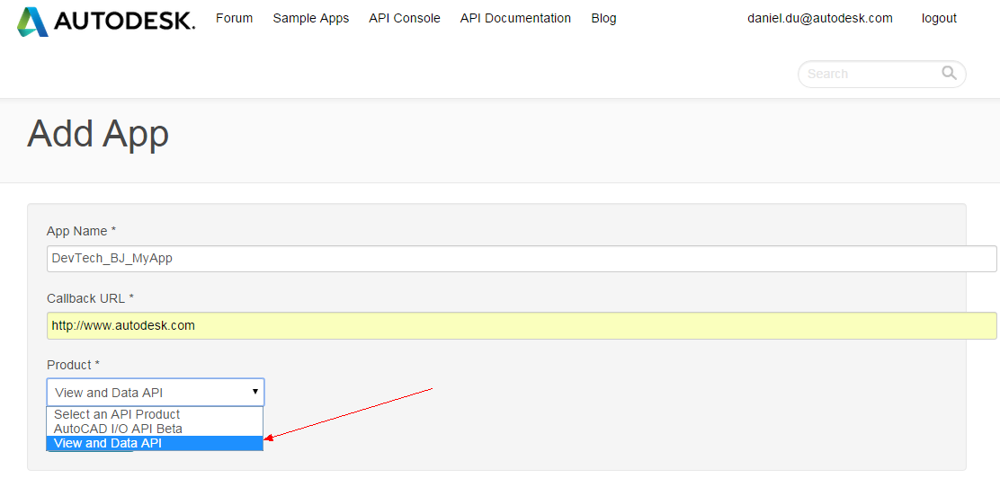 AUTODESK. Forum Sample Apps API Console API Documentation Blog daniel.du@autodesk.com logout
Search
Add App
App Name *
DevTech_BJ_MyApp
Callback URL *
http://www.autodesk.com
Product *
View and Data API
Select an API Product
AutoCAD I/O API Beta
View and Data API